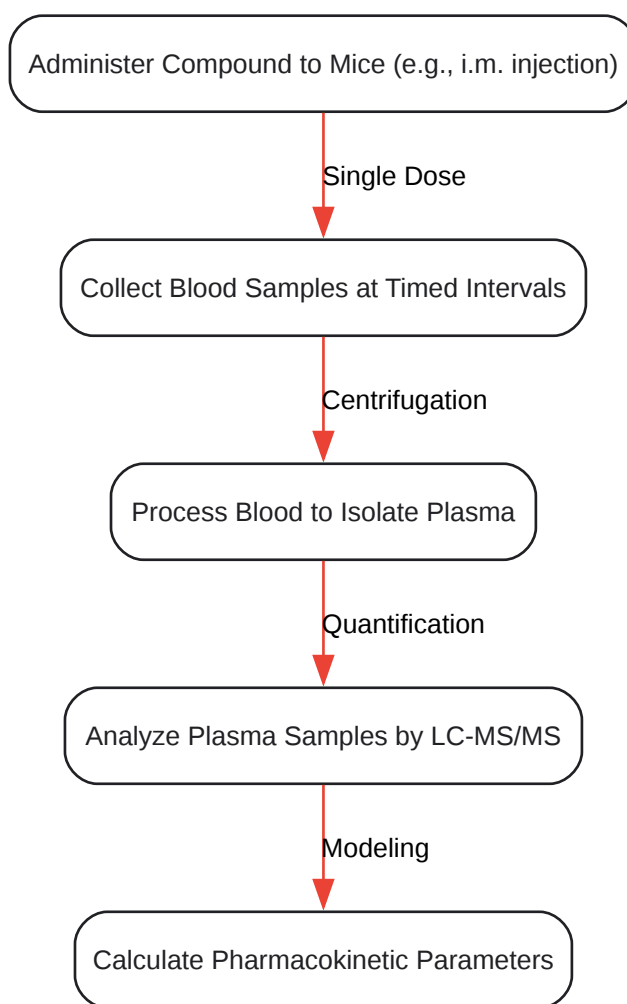 Administer Compound to Mice (e.g., i.m. injection)
Single Dose
Collect Blood Samples at Timed Intervals
Centrifugation
Process Blood to Isolate Plasma
Quantification
Analyze Plasma Samples by LC-MS/MS
Modeling
Calculate Pharmacokinetic Parameters